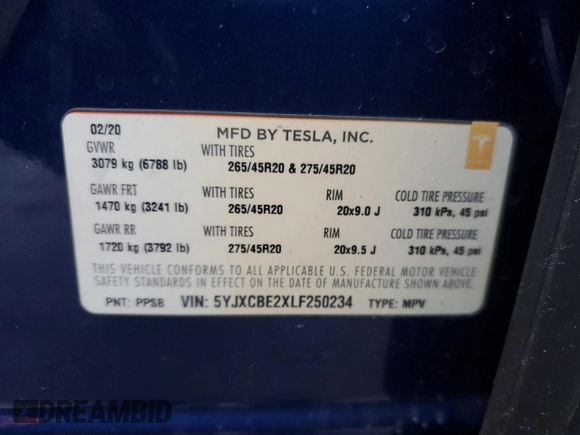 02/20 MFD BY TESLA, INC.
GVWR WITH TIRES
3079 kg (6788 lb) 265/45R20 & 275/45R20
GAWR FRT WITH TIRES RIM COLD TIRE PRESSURE
1470 kg (3241 lb) 265/45R20 20x9.0 J 310 kPa, 45 psi
GAWR RR WITH TIRES RIM COLD TIRE PRESSURE
1720 kg (3792 lb) 275/45R20 20x9.5 J 310 kPa, 45 psi
THIS VEHICLE CONFORMS TO ALL APPLICABLE U.S. FEDERAL MOTOR VEHICLE
SAFETY, BUMPER, AND THEFT PREVENTION STANDARDS IN EFFECT ON THE
DATE OF MANUFACTURE SHOWN ABOVE
PNT: PPSB VIN: 5YJXCBE2XLF250234 TYPE: MPV
DREAMBID